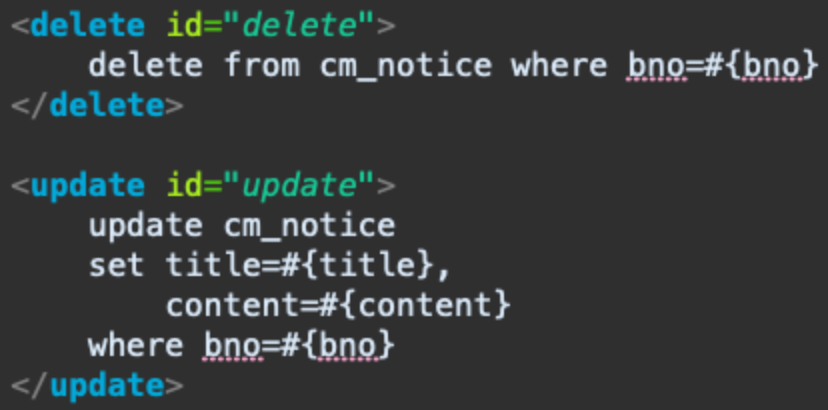 <delete id="delete">
    delete from cm_notice where bno=#{bno}
</delete>

<update id="update">
    update cm_notice
    set title=#{title},
        content=#{content}
    where bno=#{bno}
</update>